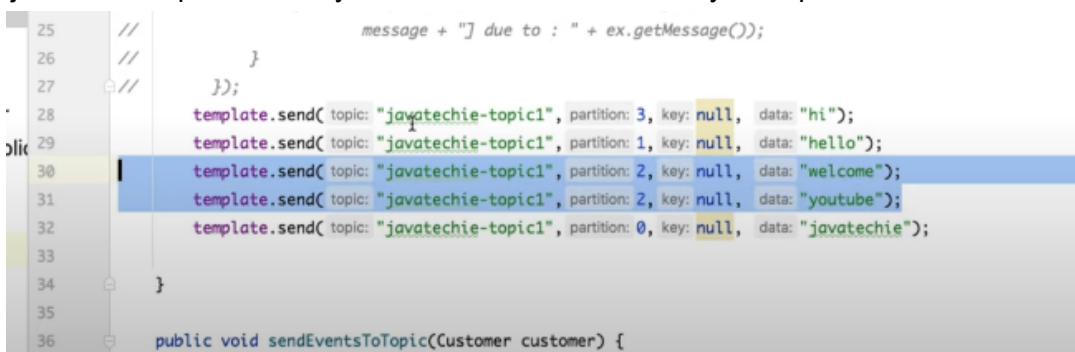 25 // message + "] due to : " + ex.getMessage());
26 // }
27 // });
28 template.send( topic: "javatechie-topic1", partition: 3, key: null, data: "hi");
29 template.send( topic: "javatechie-topic1", partition: 1, key: null, data: "hello");
30 template.send( topic: "javatechie-topic1", partition: 2, key: null, data: "welcome");
31 template.send( topic: "javatechie-topic1", partition: 2, key: null, data: "youtube");
32 template.send( topic: "javatechie-topic1", partition: 0, key: null, data: "javatechie");
33
34 }
35
36 public void sendEventsToTopic(Customer customer) {